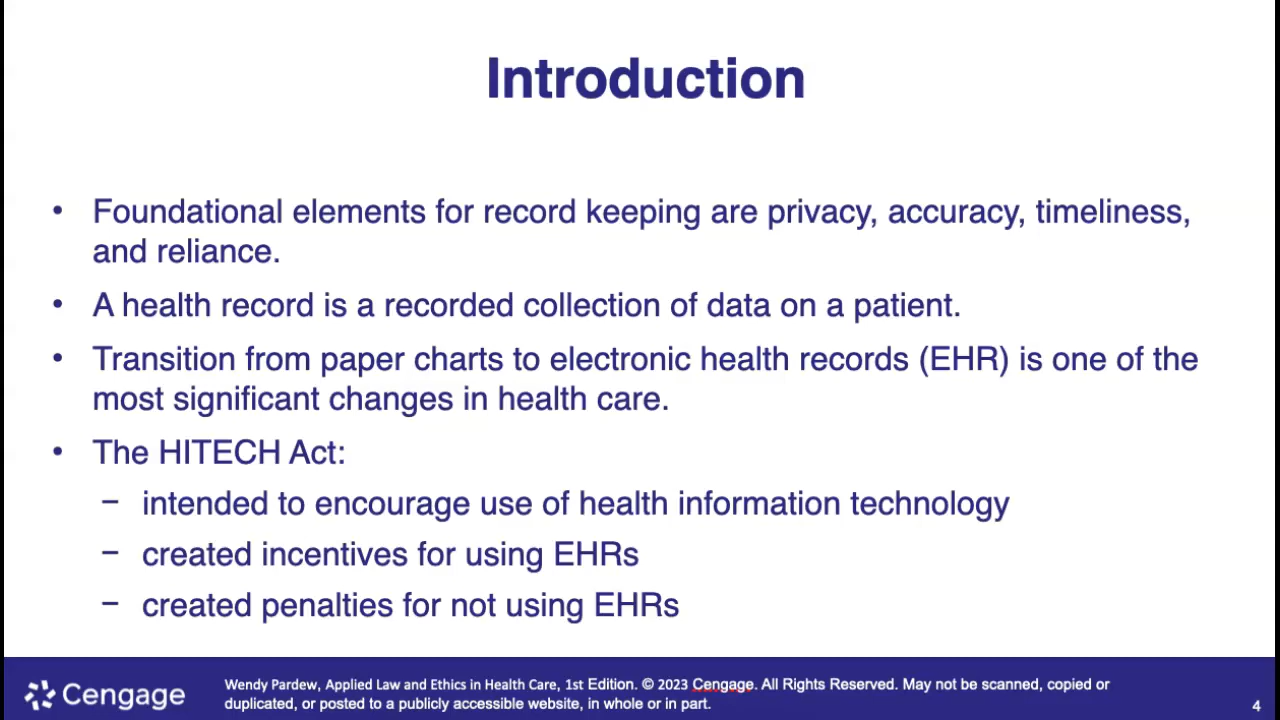 Introduction
• Foundational elements for record keeping are privacy, accuracy, timeliness,
and reliance.
• A health record is a recorded collection of data on a patient.
• Transition from paper charts to electronic health records (EHR) is one of the
most significant changes in health care.
• The HITECH Act:
− intended to encourage use of health information technology
− created incentives for using EHRs
− created penalties for not using EHRs
Cengage
Wendy Pardew, Applied Law and Ethics in Health Care, 1st Edition. © 2023 Cengage. All Rights Reserved. May not be scanned, copied or
duplicated, or posted to a publicly accessible website, in whole or in part.
4